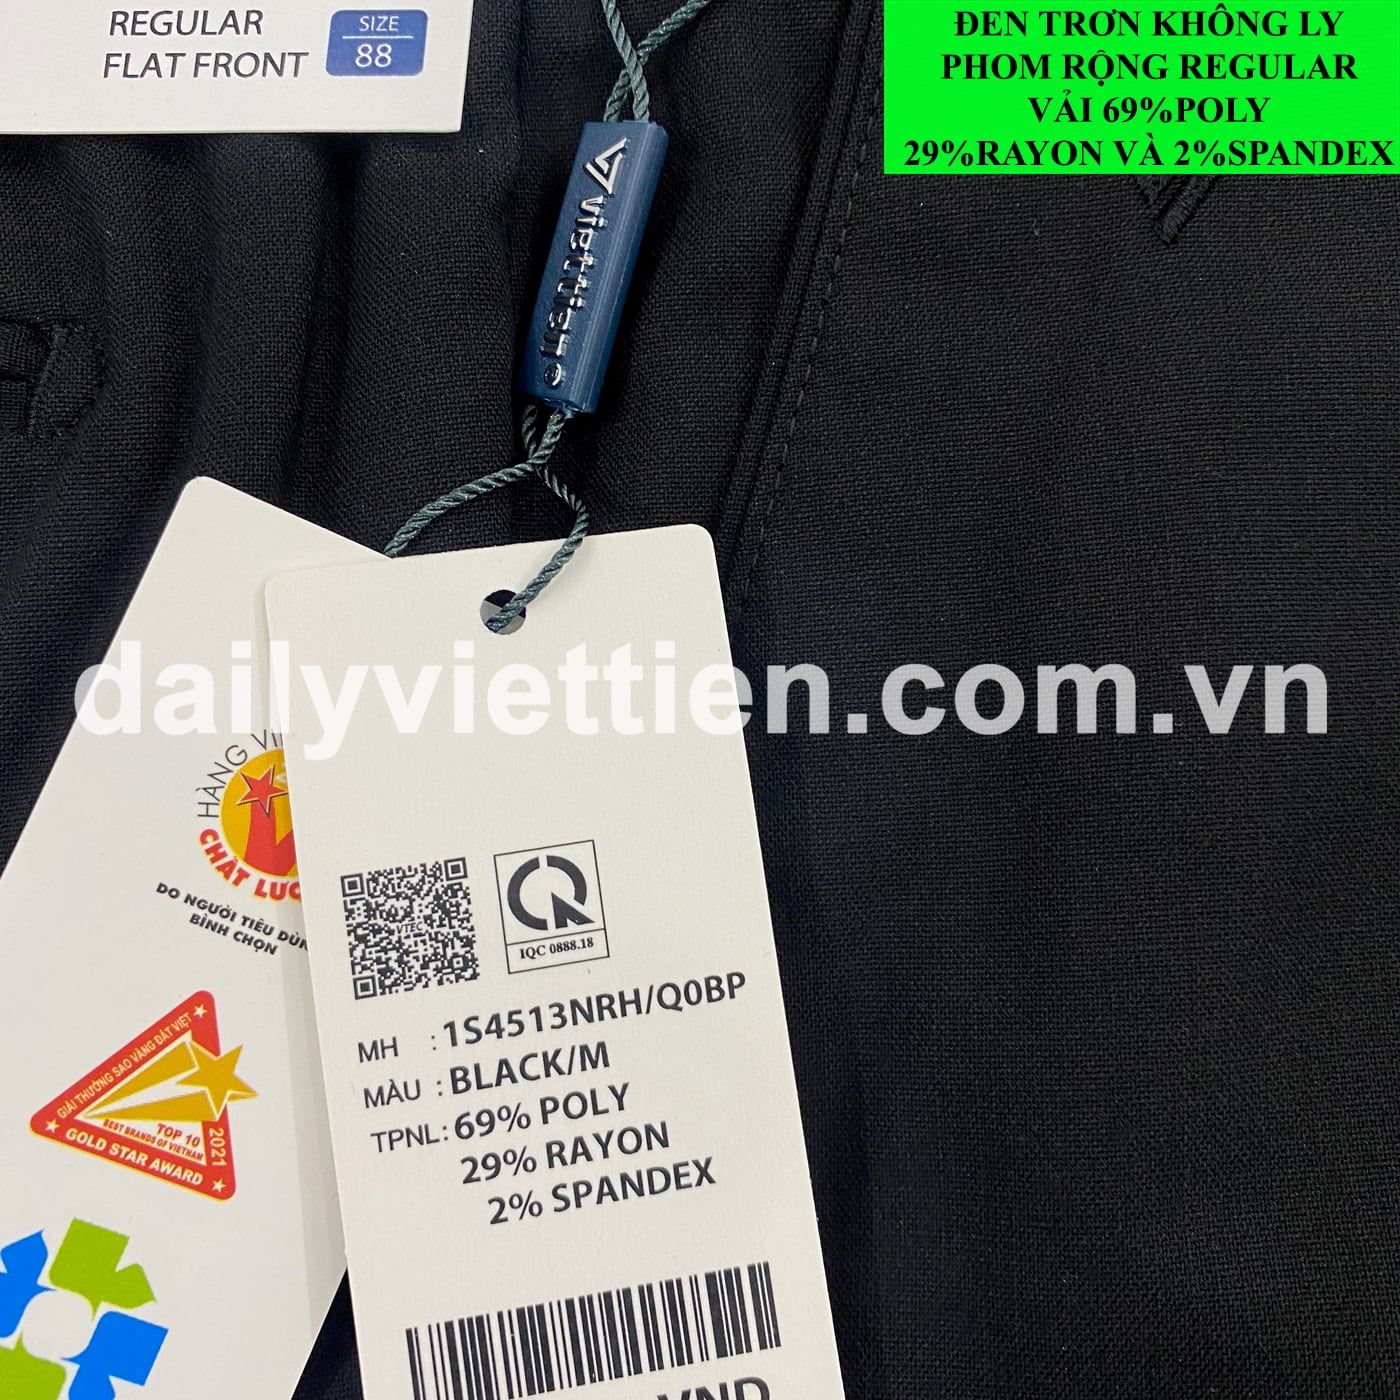 REGULAR
FLAT FRONT
SIZE
88
ĐEN TRƠN KHÔNG LY
PHOM RỘNG REGULAR
VẢI 69%POLY
29%RAYON VÀ 2%SPANDEX
viettien
dailyviettien.com.vn
HÀNG
CHẤT
DO NGƯỜI TIÊU
BÌNH CHỌN
VTEC
IQC 0888.18
MH : 1S4513NRH/Q0BP
MÀU : BLACK/M
TPNL: 69% POLY
29% RAYON
2% SPANDEX
GIẢI THƯỞNG SAO VÀNG ĐẤT VIỆT
TOP 10
BEST BRANDS OF VIETNAM
GOLD STAR AWARD
2021
VND